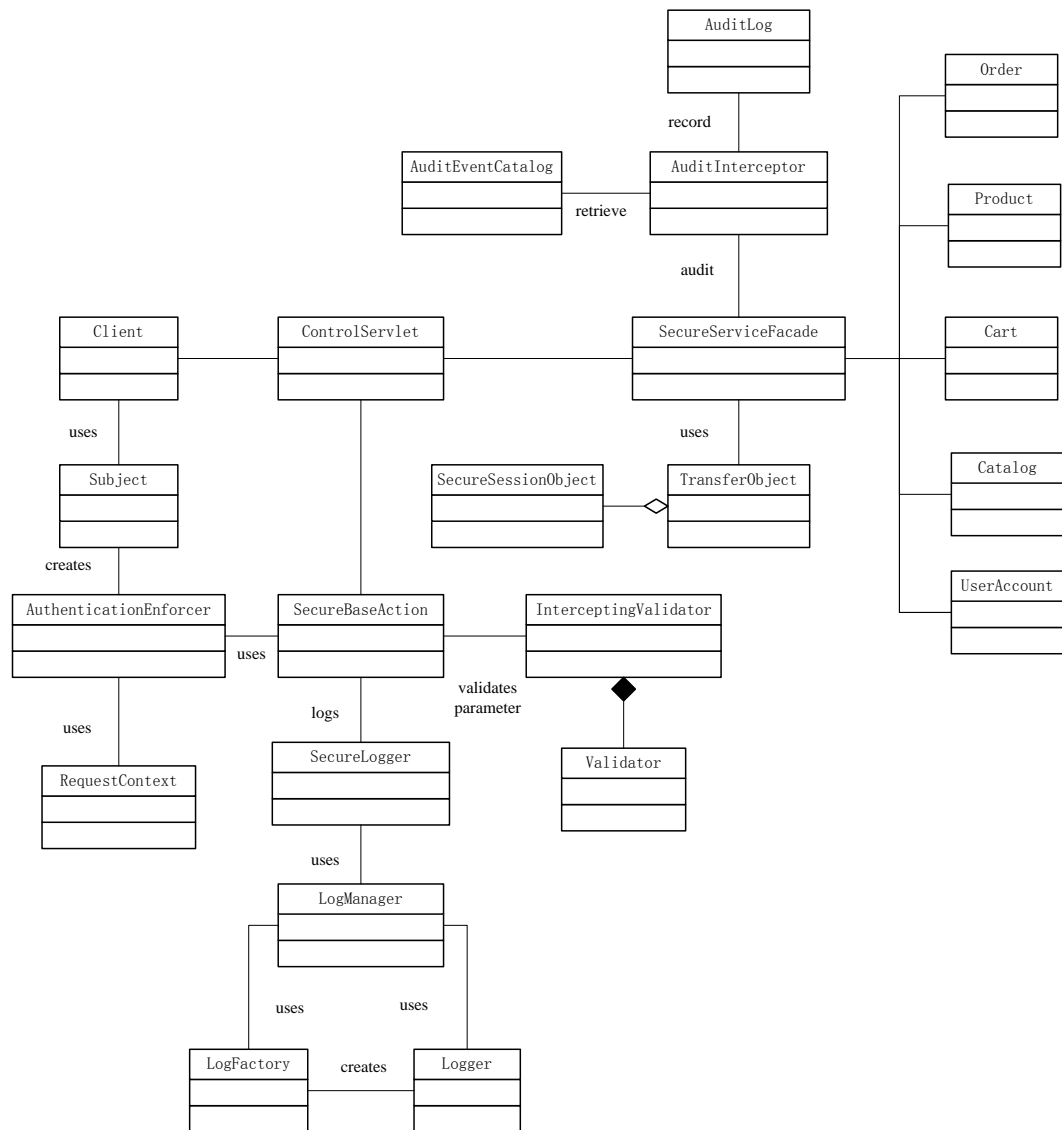 AuditLog
Order
record
AuditEventCatalog
AuditInterceptor
Product
retrieve
audit
Client
ControlServlet
SecureServiceFacade
Cart
uses
uses
Subject
SecureSessionObject
TransferObject
Catalog
creates
AuthenticationEnforcer
SecureBaseAction
InterceptingValidator
UserAccount
uses
validates
parameter
logs
uses
SecureLogger
Validator
RequestContext
uses
LogManager
uses
uses
LogFactory
creates
Logger